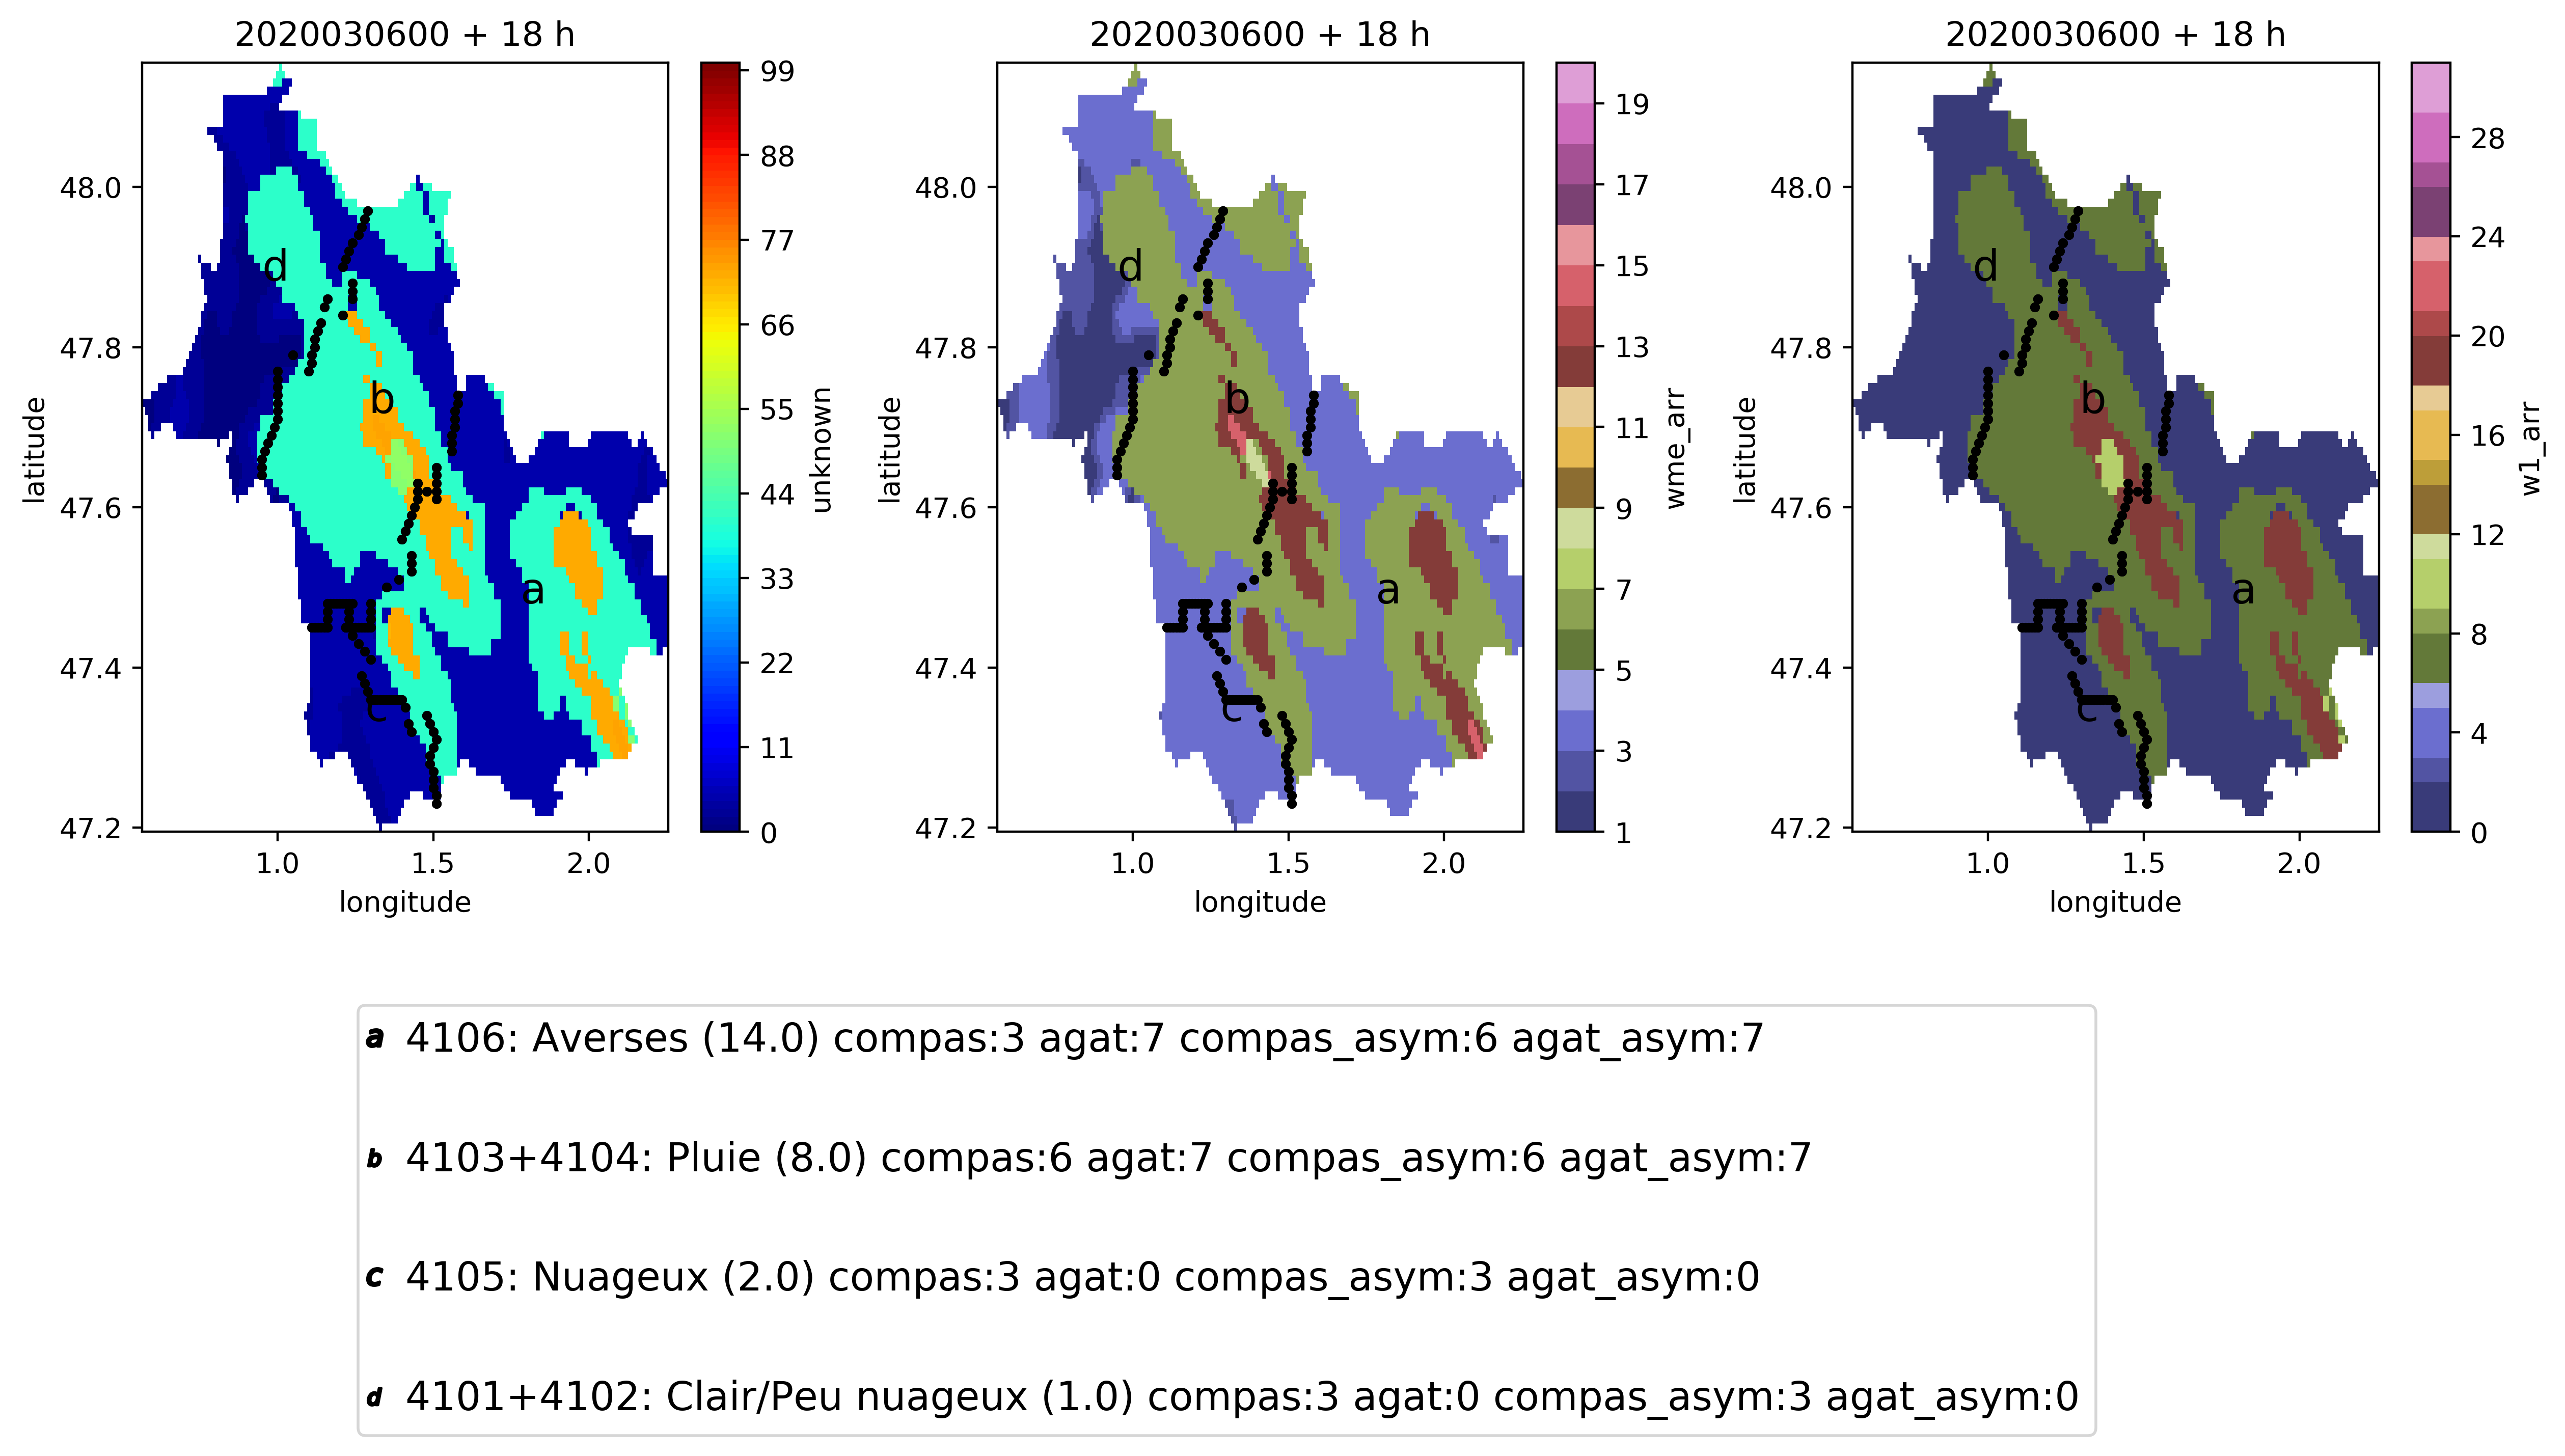 2020030600 + 18 h
48.0
47.8
47.6
47.4
47.2
latitude
1.0 1.5 2.0
longitude
d
b
a
c
99
88
77
66
55
44
33
22
11
0
unknown
2020030600 + 18 h
48.0
47.8
47.6
47.4
47.2
latitude
1.0 1.5 2.0
longitude
d
b
a
c
19
17
15
13
11
9
7
5
3
1
wme_arr
2020030600 + 18 h
48.0
47.8
47.6
47.4
47.2
latitude
1.0 1.5 2.0
longitude
d
b
a
c
28
24
20
16
12
8
4
0
w1_arr
a 4106: Averses (14.0) compas:3 agat:7 compas_asym:6 agat_asym:7
b 4103+4104: Pluie (8.0) compas:6 agat:7 compas_asym:6 agat_asym:7
c 4105: Nuageux (2.0) compas:3 agat:0 compas_asym:3 agat_asym:0
d 4101+4102: Clair/Peu nuageux (1.0) compas:3 agat:0 compas_asym:3 agat_asym:0